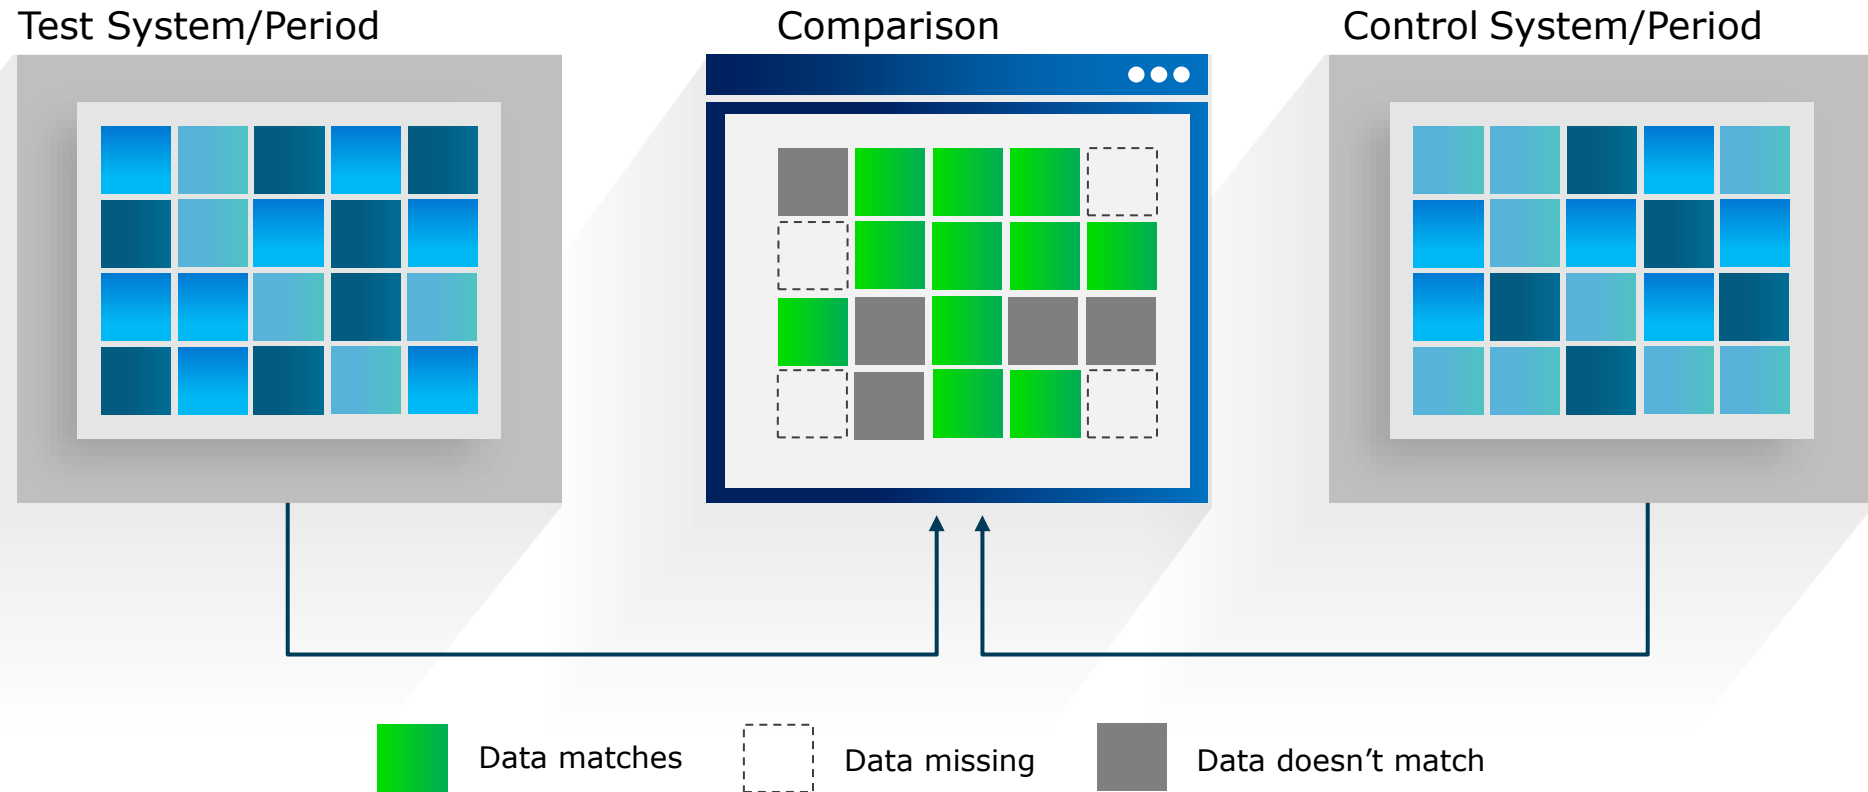 Test System/Period
Comparison
Control System/Period
Data matches
Data missing
Data doesn’t match